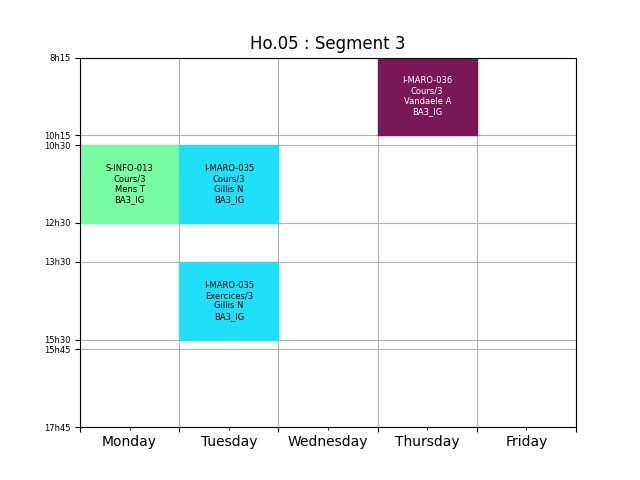 Ho.05 : Segment 3
8h15
I-MARO-036
Cours/3
Vandaele A
BA3_IG
10h15
10h30
S-INFO-013
Cours/3
Mens T
BA3_IG
I-MARO-035
Cours/3
Gillis N
BA3_IG
12h30
13h30
I-MARO-035
Exercices/3
Gillis N
BA3_IG
15h30
15h45
17h45
Monday
Tuesday
Wednesday
Thursday
Friday